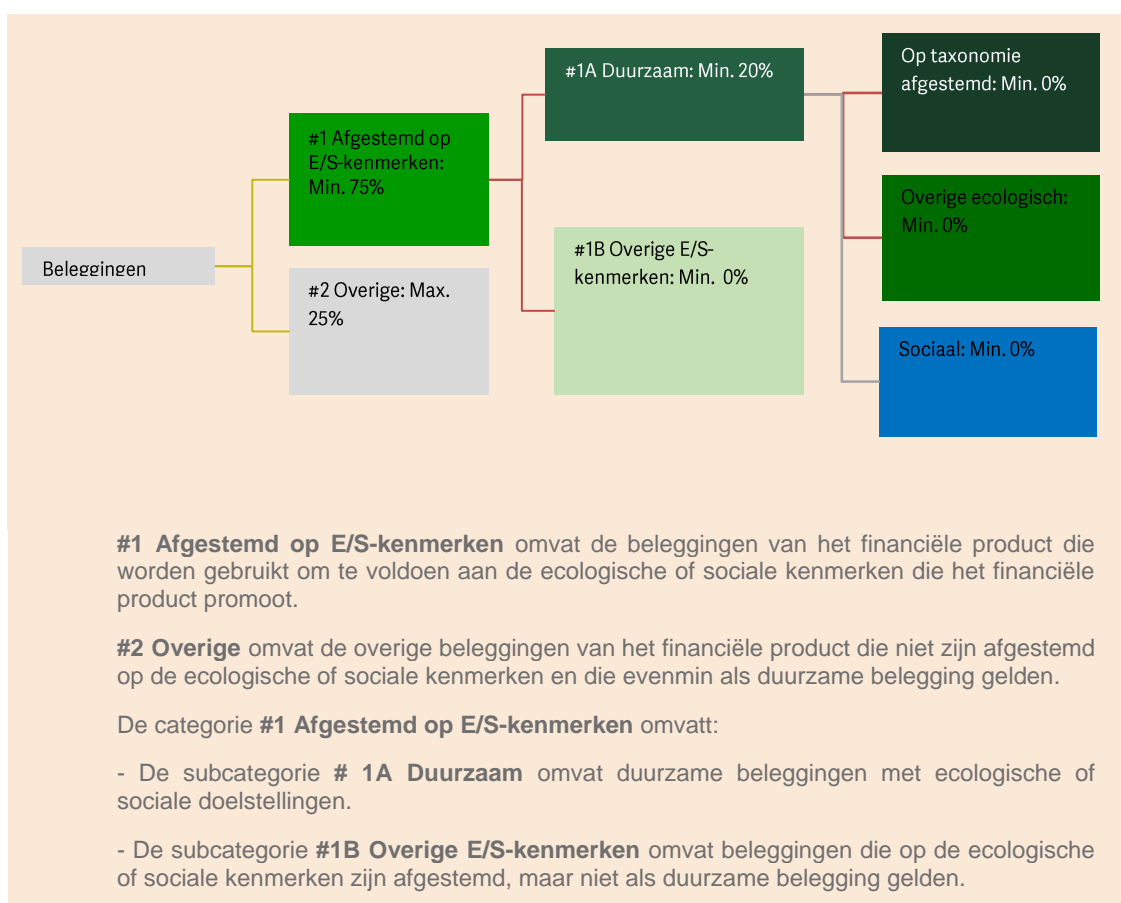 Beleggingen
#1 Afgestemd op
E/S-kenmerken:
Min. 75%
#2 Overige: Max.
25%
#1A Duurzaam: Min. 20%
#1B Overige E/S-
kenmerken: Min. 0%
Op taxonomie
afgestemd: Min. 0%
Overige ecologisch:
Min. 0%
Sociaal: Min. 0%
#1 Afgestemd op E/S-kenmerken omvat de beleggingen van het financiële product die
worden gebruikt om te voldoen aan de ecologische of sociale kenmerken die het financiële
product promoot.
#2 Overige omvat de overige beleggingen van het financiële product die niet zijn afgestemd
op de ecologische of sociale kenmerken en die evenmin als duurzame belegging gelden.
De categorie #1 Afgestemd op E/S-kenmerken omvatt:
- De subcategorie # 1A Duurzaam omvat duurzame beleggingen met ecologische of
sociale doelstellingen.
- De subcategorie #1B Overige E/S-kenmerken omvat beleggingen die op de ecologische
of sociale kenmerken zijn afgestemd, maar niet als duurzame belegging gelden.